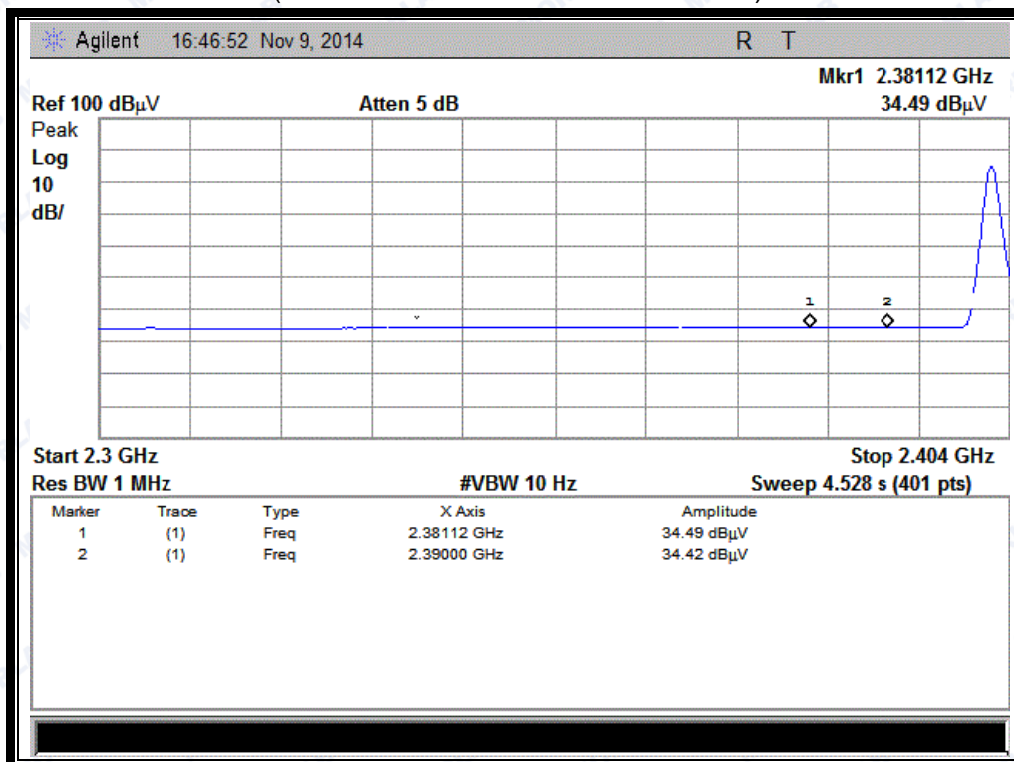 Agilent 16:46:52 Nov 9, 2014 R T
Mkr1 2.38112 GHz
Ref 100 dBμV Atten 5 dB 34.49 dBμV
Peak
Log
10
dB/
1 2
Start 2.3 GHz Stop 2.404 GHz
Res BW 1 MHz #VBW 10 Hz Sweep 4.528 s (401 pts)
Marker Trace Type X Axis Amplitude
1 (1) Freq 2.38112 GHz 34.49 dBμV
2 (1) Freq 2.39000 GHz 34.42 dBμV